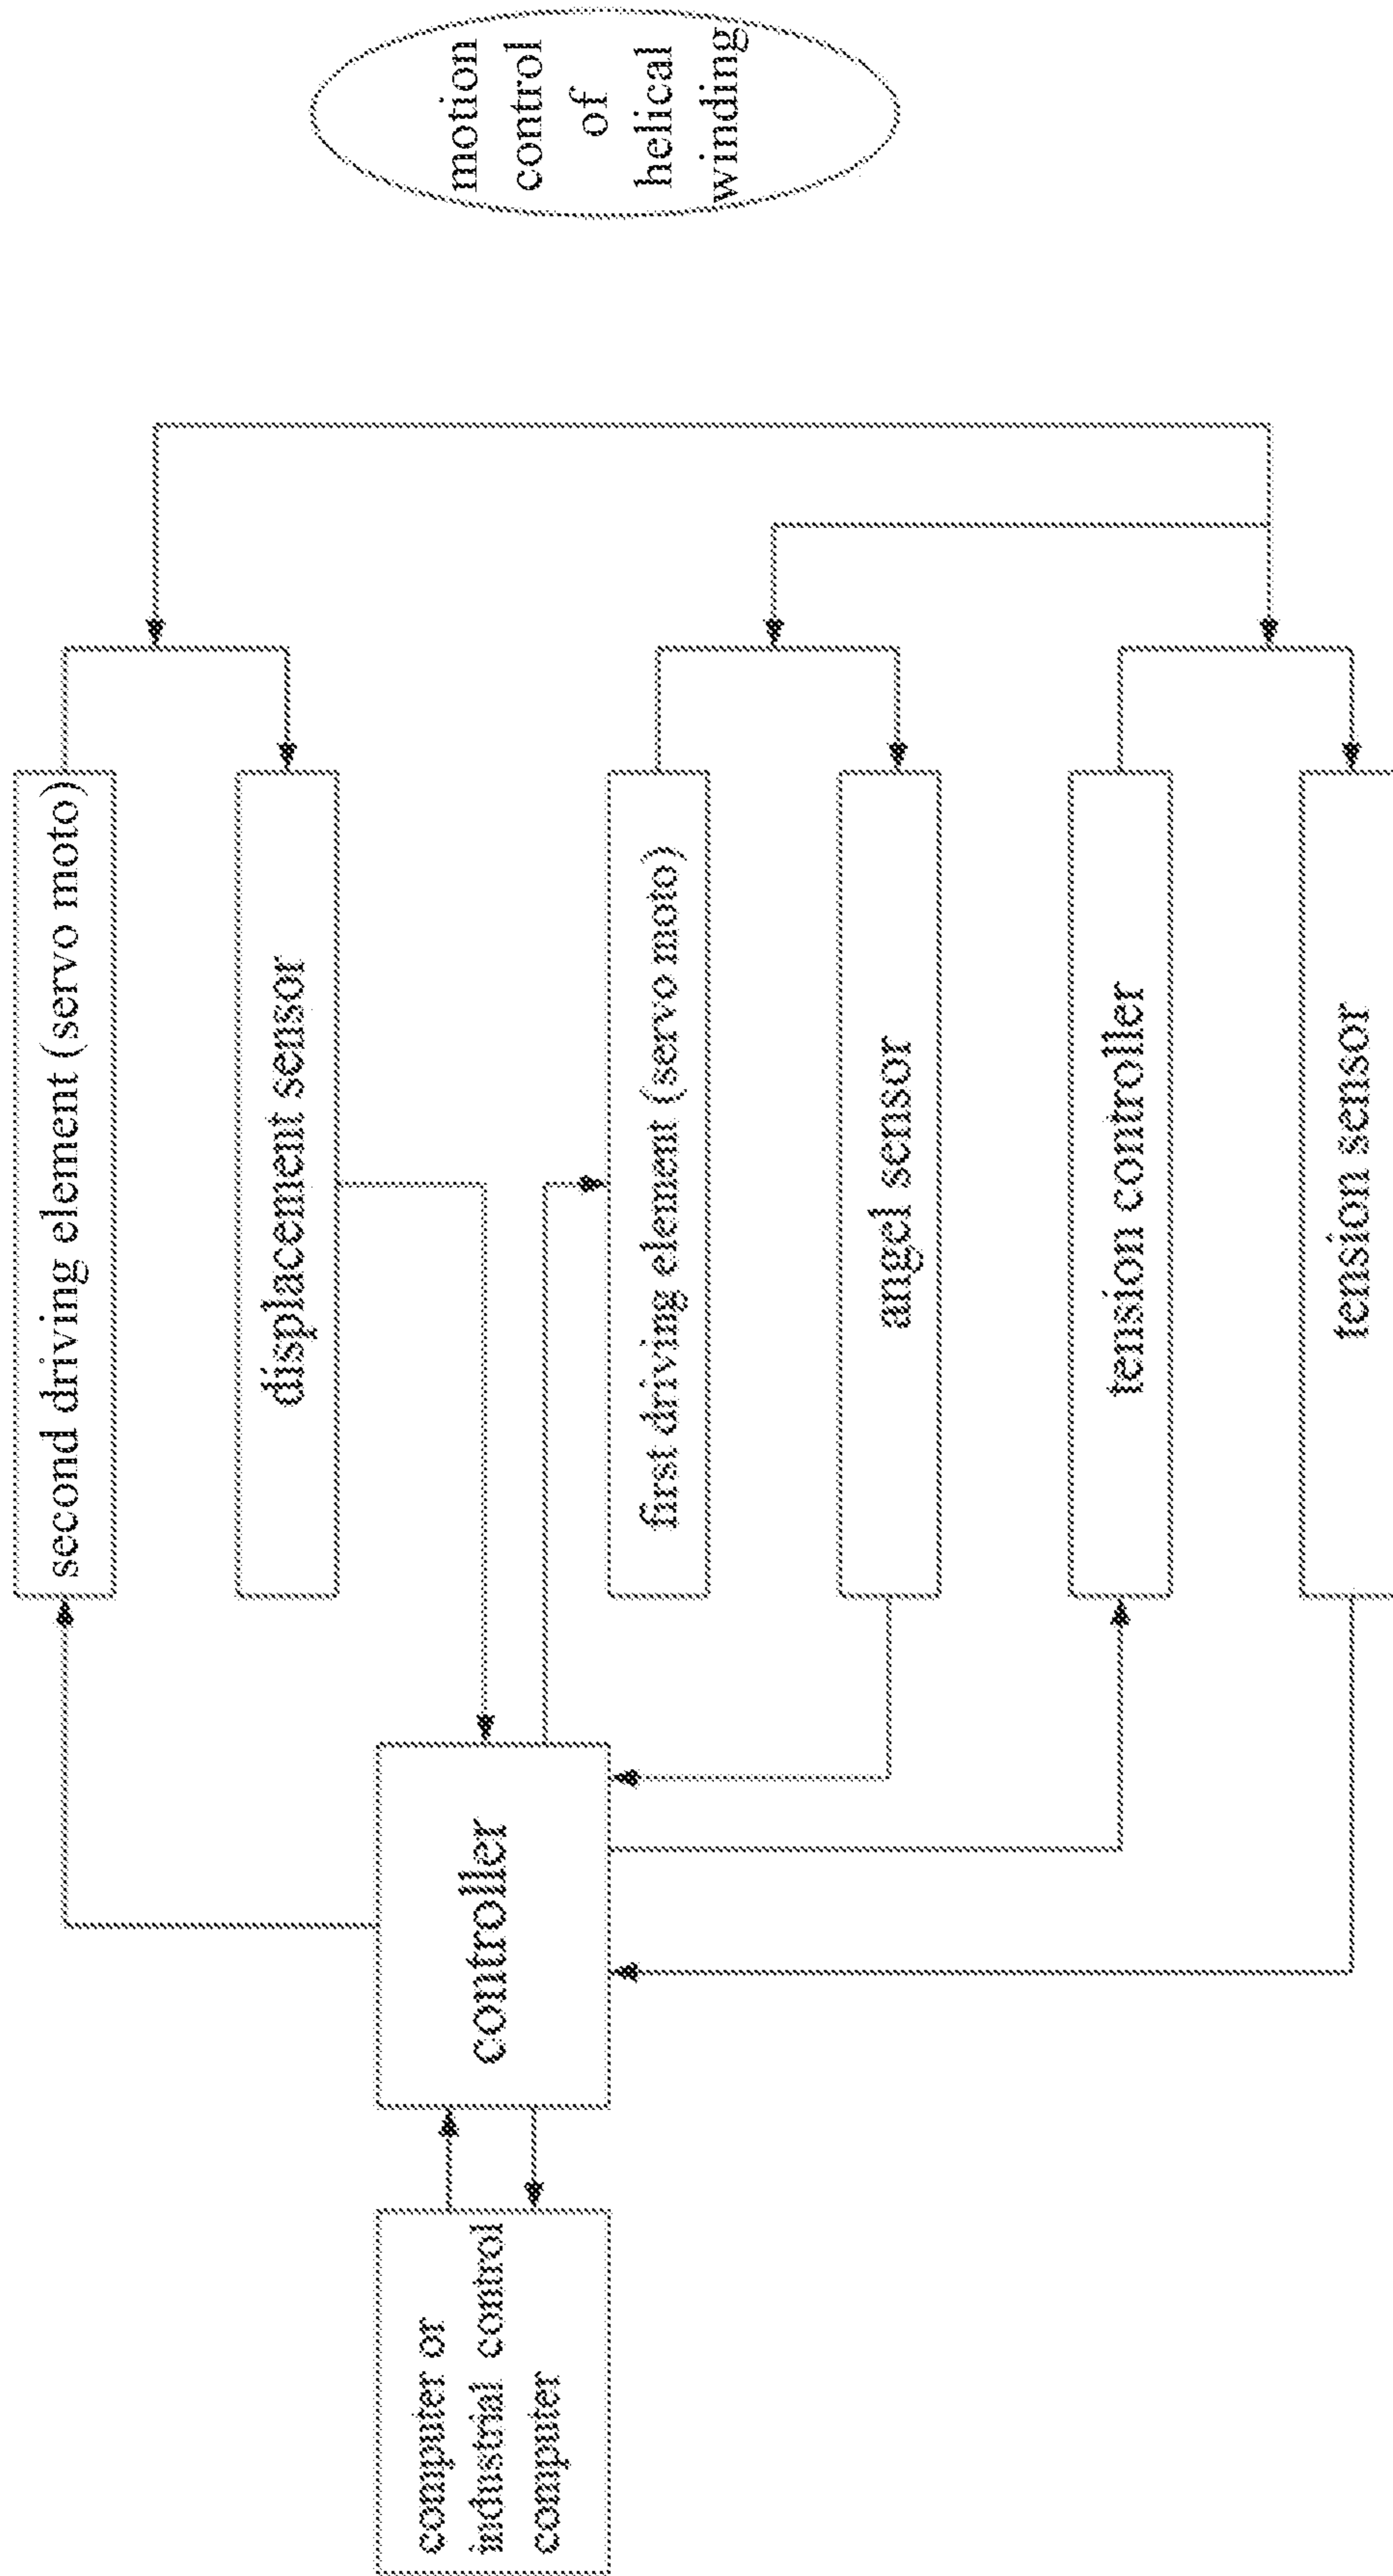 second driving element (servo moto)
displacement sensor
first driving element (servo moto)
angel sensor
tension controller
tension sensor
controller
computer or
industrial control
computer
motion
control
of
helical
winding